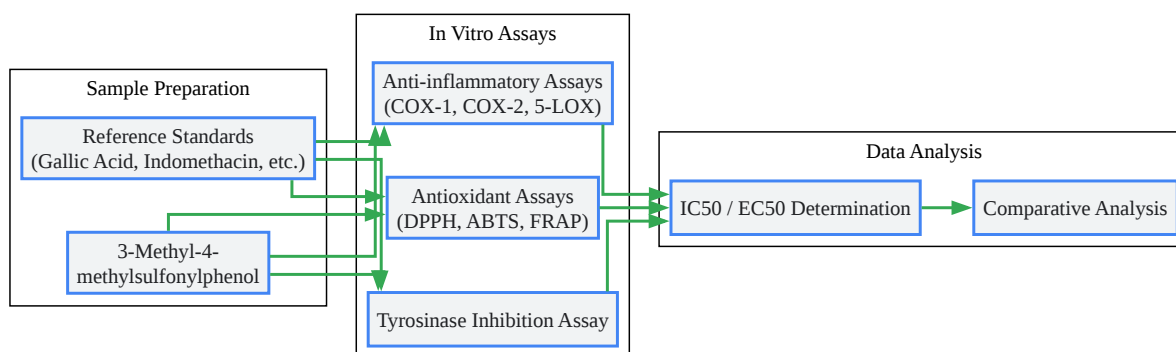 Sample Preparation
Reference Standards
(Gallic Acid, Indomethacin, etc.)
3-Methyl-4-
methylsulfonylphenol
In Vitro Assays
Anti-inflammatory Assays
(COX-1, COX-2, 5-LOX)
Antioxidant Assays
(DPPH, ABTS, FRAP)
Tyrosinase Inhibition Assay
Data Analysis
IC50 / EC50 Determination
Comparative Analysis